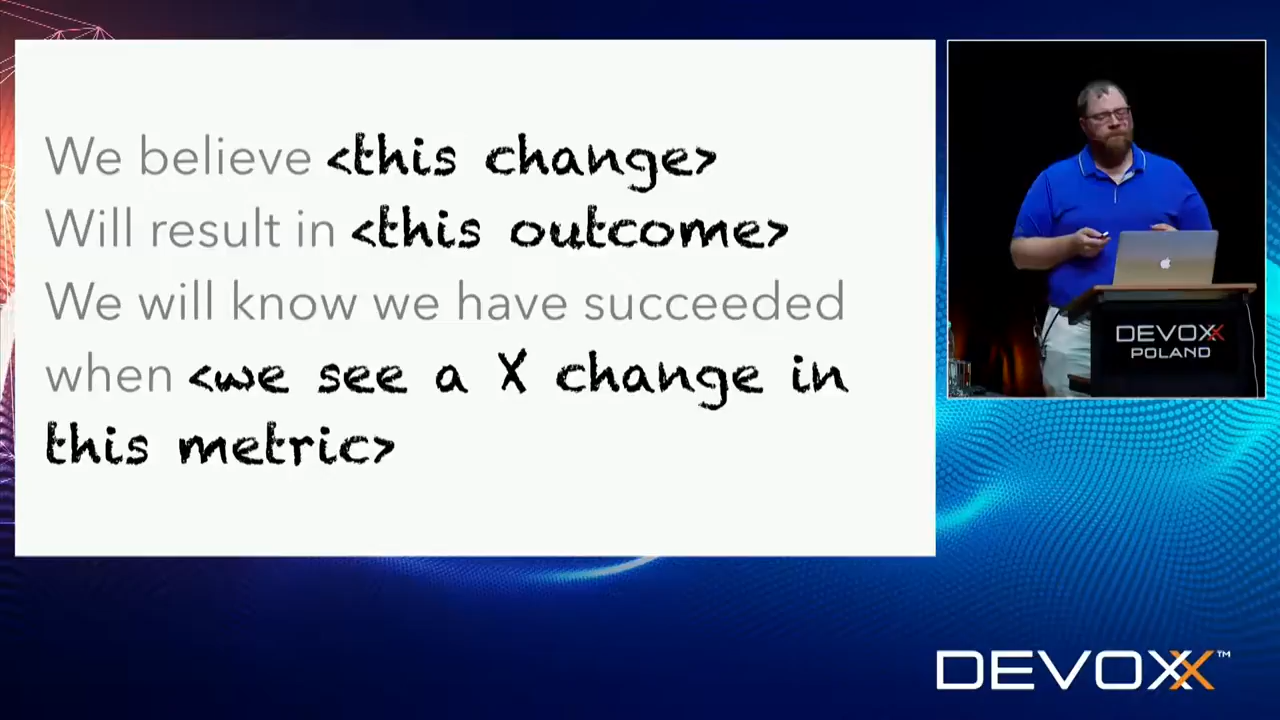 We believe <this change>
Will result in <this outcome>
We will know we have succeeded
when <we see a X change in
this metric>
DEVOXX
POLAND
DEVOXX™